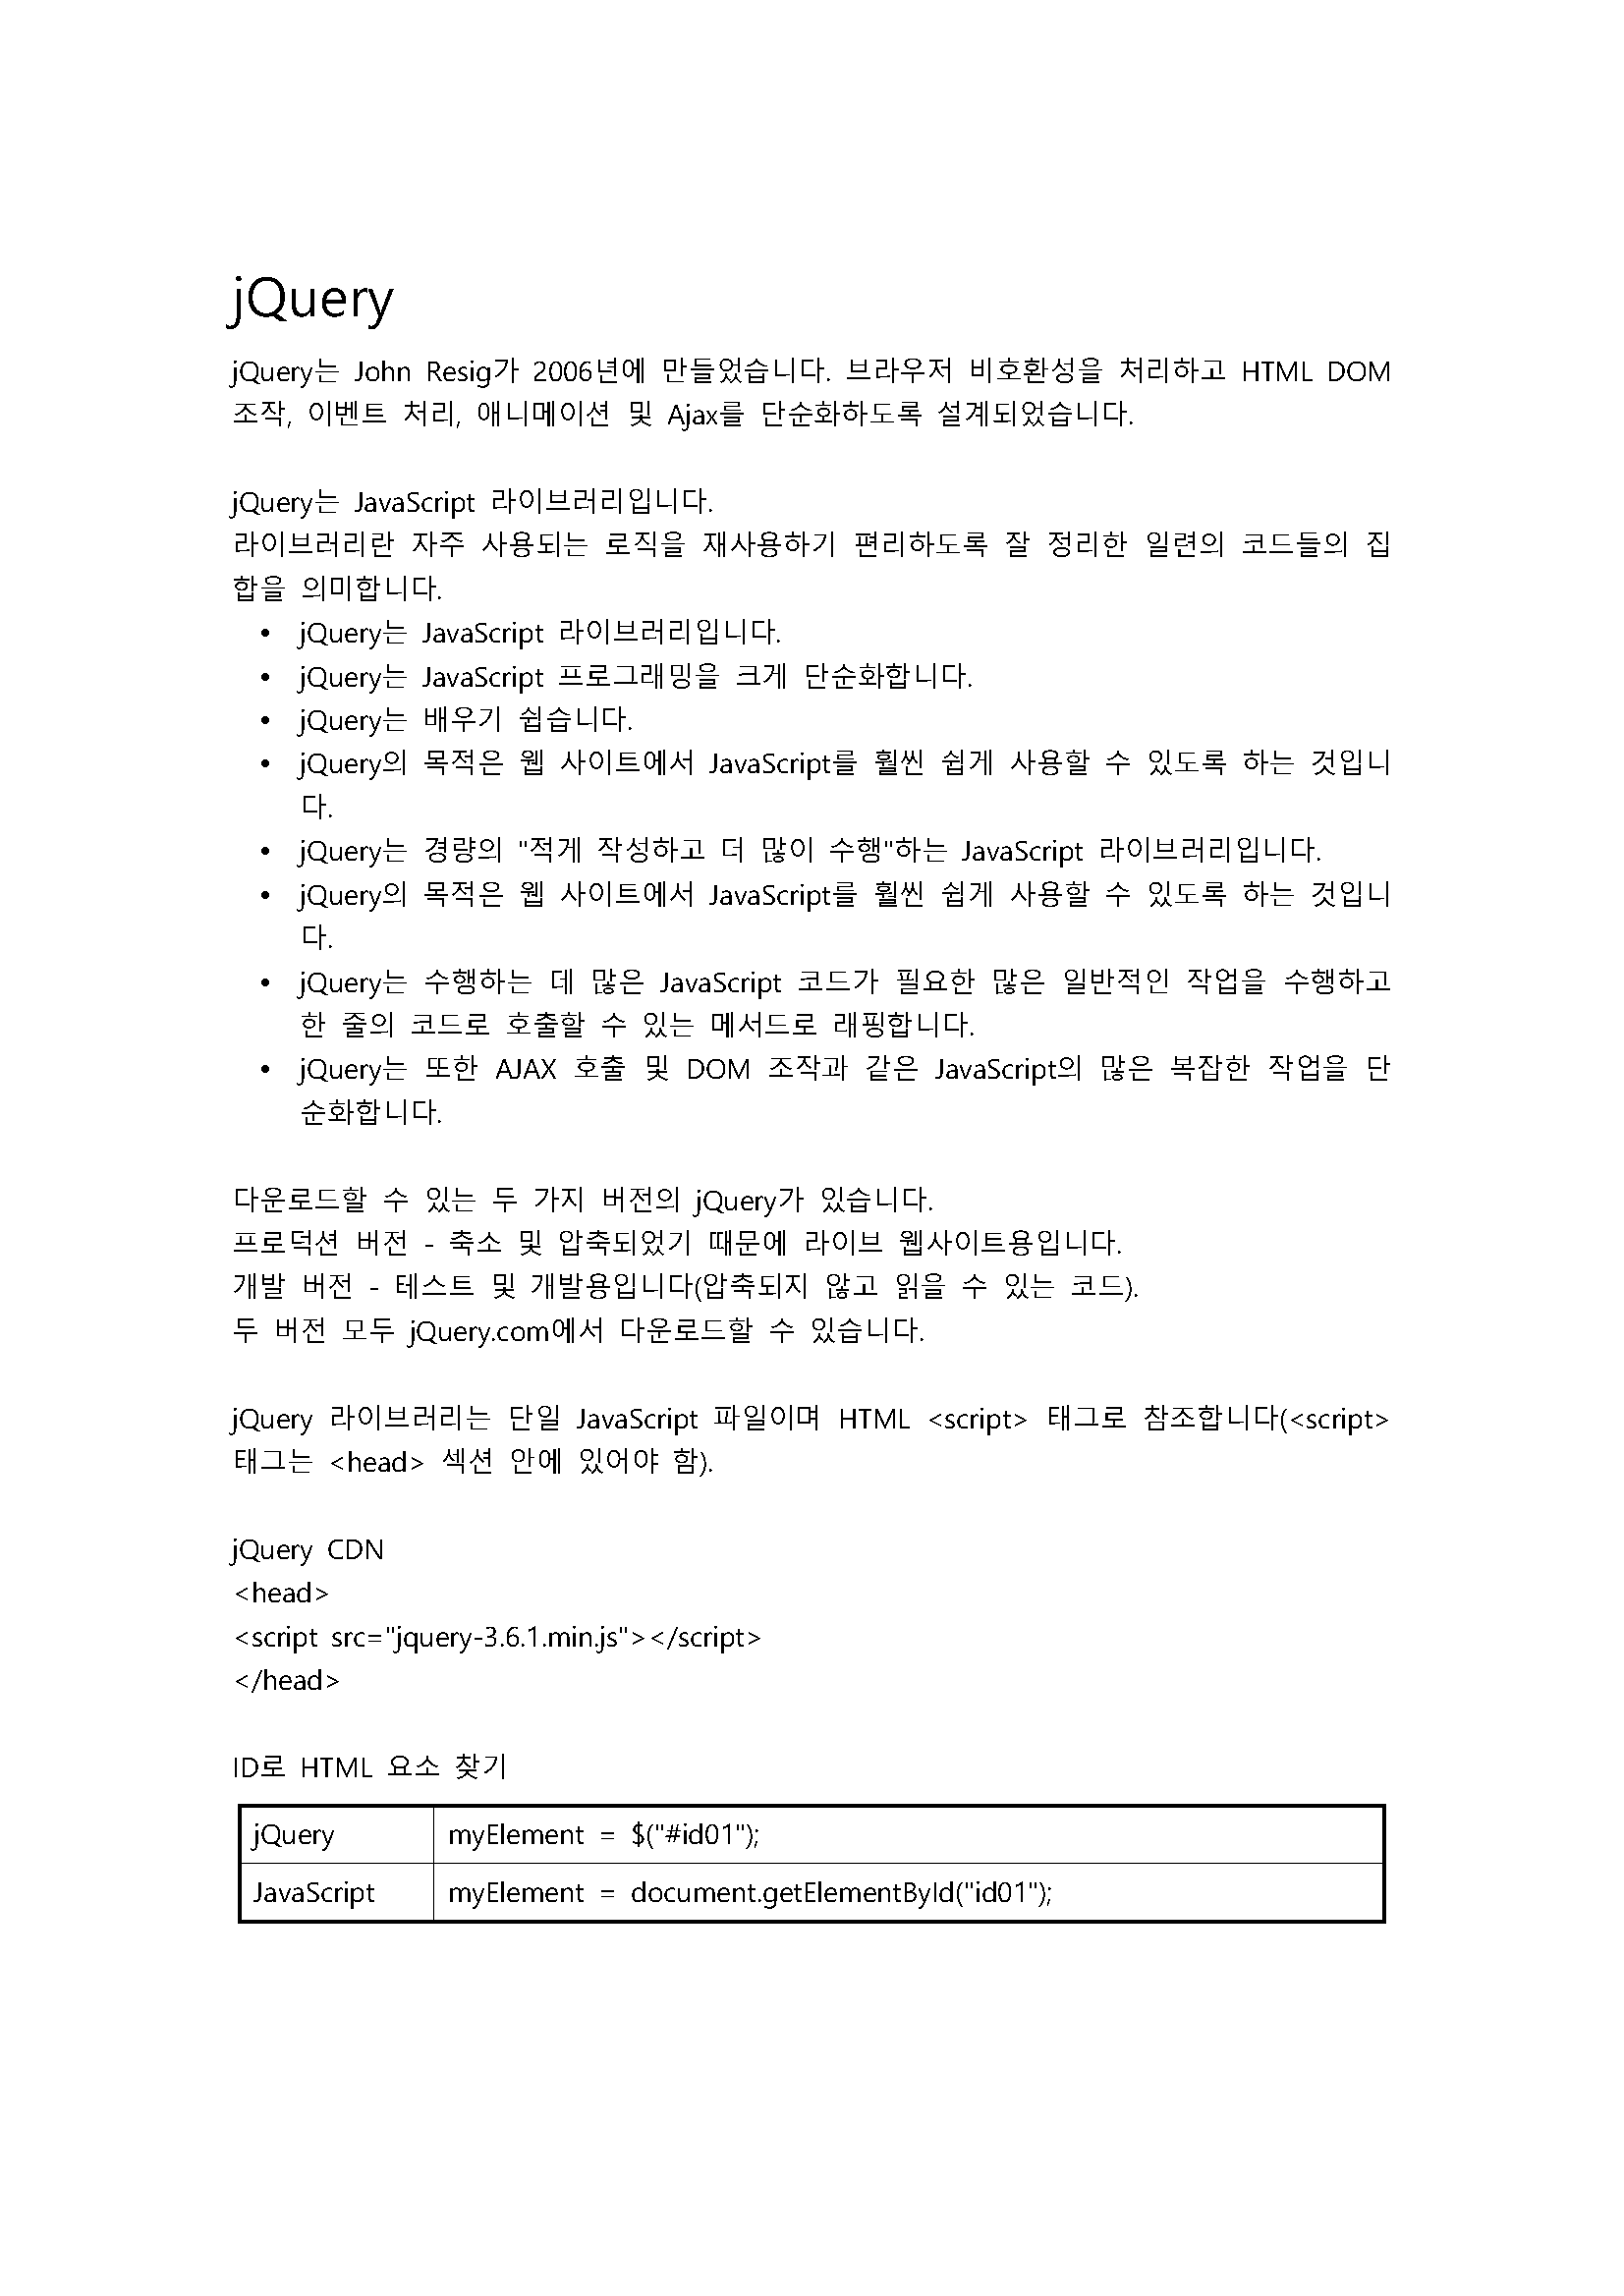 jQuery
jQuery는 John Resig가 2006년에 만들었습니다. 브라우저 비호환성을 처리하고 HTML DOM
조작, 이벤트 처리, 애니메이션 및 Ajax를 단순화하도록 설계되었습니다.
jQuery는 JavaScript 라이브러리입니다.
라이브러리란 자주 사용되는 로직을 재사용하기 편리하도록 잘 정리한 일련의 코드들의 집
합을 의미합니다.
• jQuery는 JavaScript 라이브러리입니다.
• jQuery는 JavaScript 프로그래밍을 크게 단순화합니다.
• jQuery는 배우기 쉽습니다.
• jQuery의 목적은 웹 사이트에서 JavaScript를 훨씬 쉽게 사용할 수 있도록 하는 것입니
다.
• jQuery는 경량의 "적게 작성하고 더 많이 수행"하는 JavaScript 라이브러리입니다.
• jQuery의 목적은 웹 사이트에서 JavaScript를 훨씬 쉽게 사용할 수 있도록 하는 것입니
다.
• jQuery는 수행하는 데 많은 JavaScript 코드가 필요한 많은 일반적인 작업을 수행하고
한 줄의 코드로 호출할 수 있는 메서드로 래핑합니다.
• jQuery는 또한 AJAX 호출 및 DOM 조작과 같은 JavaScript의 많은 복잡한 작업을 단
순화합니다.
다운로드할 수 있는 두 가지 버전의 jQuery가 있습니다.
프로덕션 버전 - 축소 및 압축되었기 때문에 라이브 웹사이트용입니다.
개발 버전 - 테스트 및 개발용입니다(압축되지 않고 읽을 수 있는 코드).
두 버전 모두 jQuery.com에서 다운로드할 수 있습니다.
jQuery 라이브러리는 단일 JavaScript 파일이며 HTML <script> 태그로 참조합니다(<script>
태그는 <head> 섹션 안에 있어야 함).
jQuery CDN
<head>
<script src="jquery-3.6.1.min.js"></script>
</head>
ID로 HTML 요소 찾기
jQuery myElement = $("#id01");
JavaScript myElement = document.getElementById("id01");